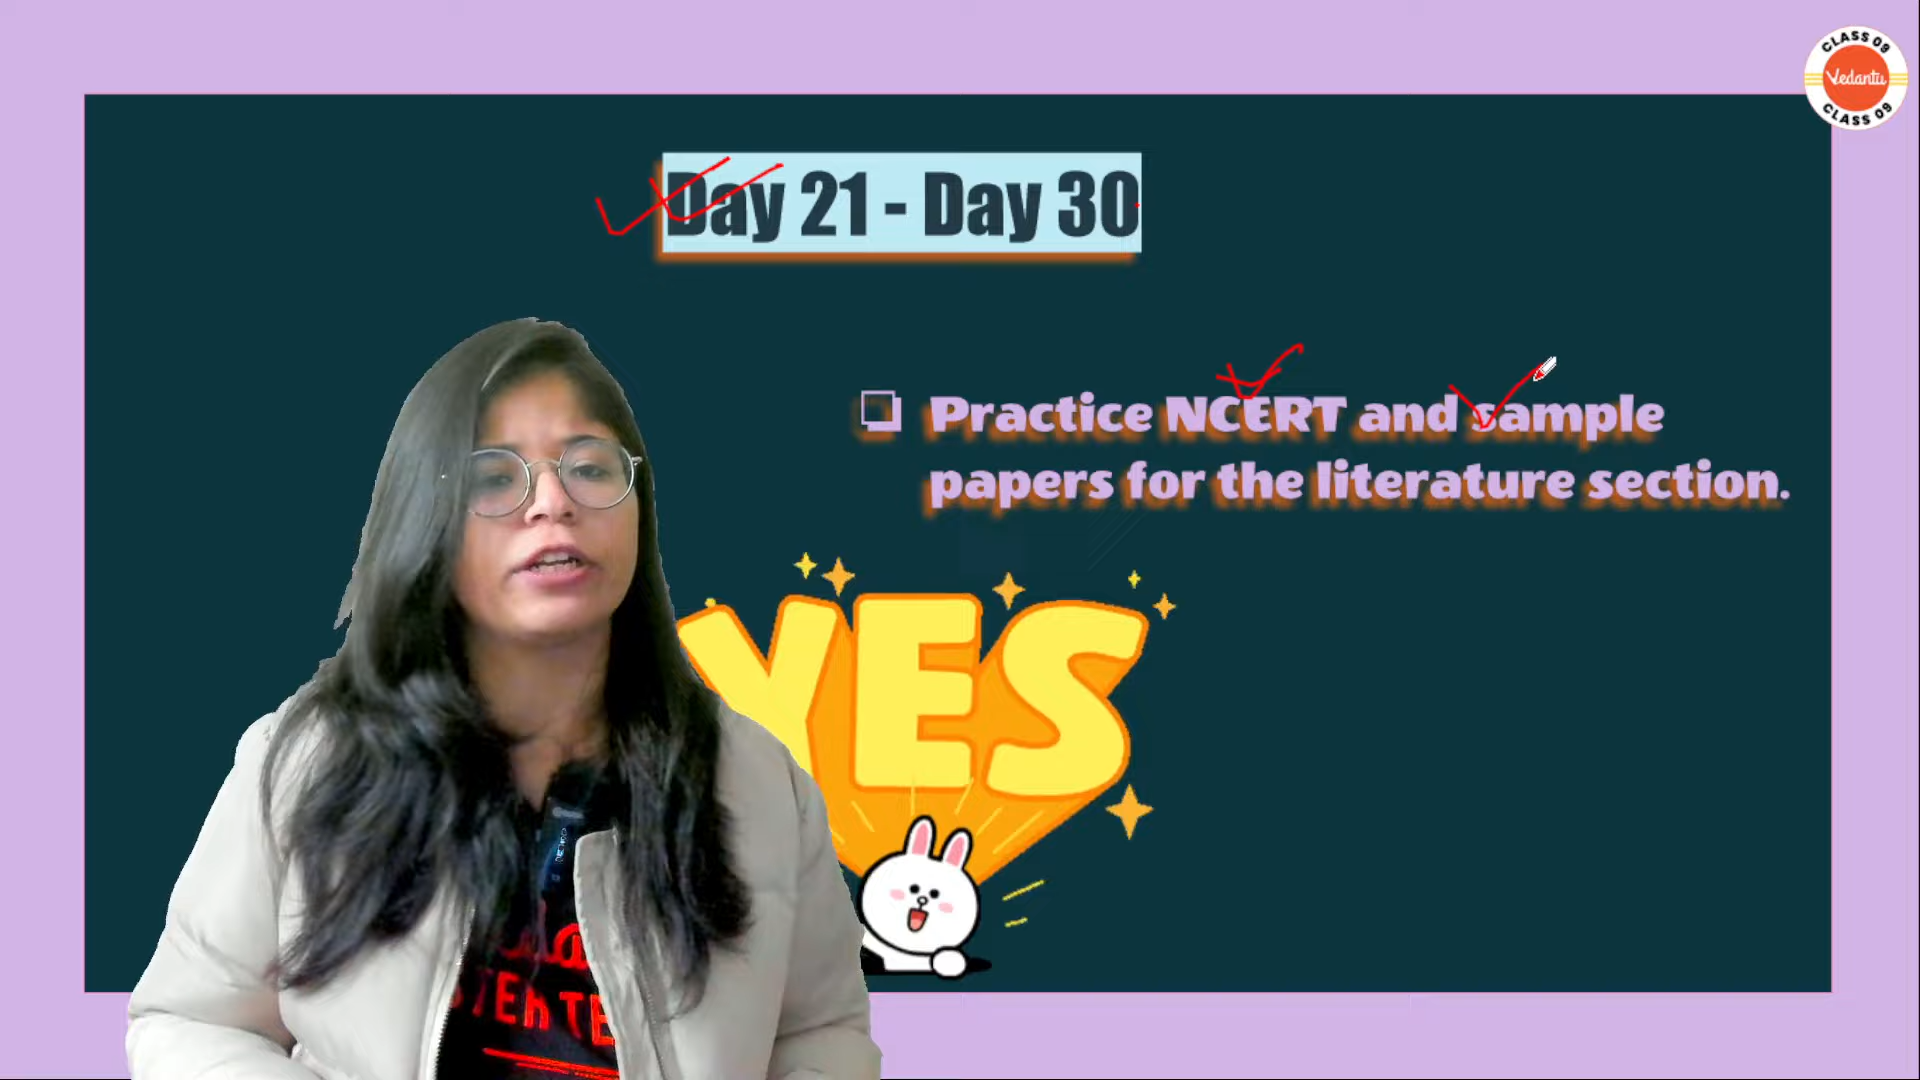 CLASS 09
Vedantu
CLASS 09
Day 21 - Day 30
Practice NCERT and sample
papers for the literature section.
YES